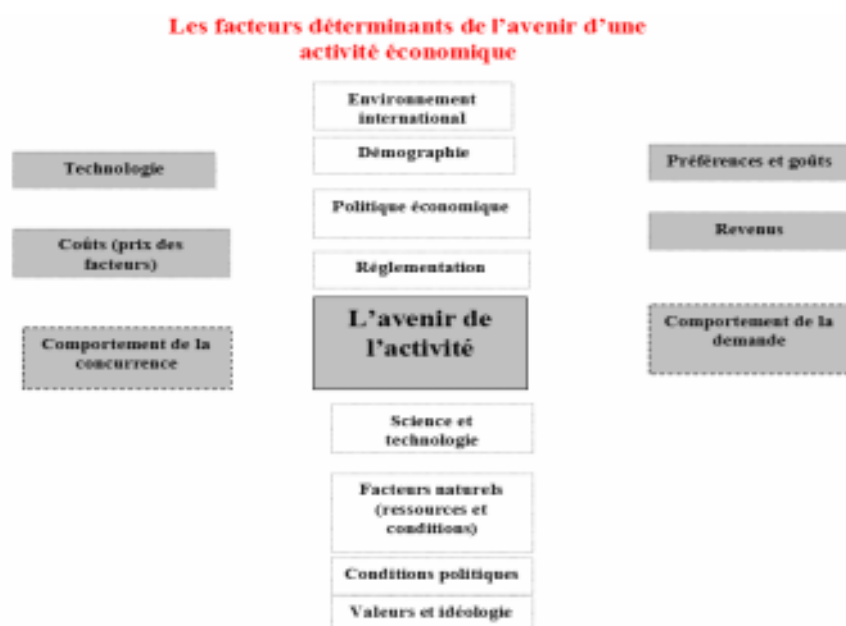 Les facteurs déterminants de l'avenir d'une
activité économique
Environnement
international
Démographie
Politique économique
Réglementation
Technologie
Coûts (prix des
facteurs)
Comportement de la
concurrence
L'avenir de
l'activité
Préférences et goûts
Revenus
Comportement de la
demande
Science et
technologie
Facteurs naturels
(ressources et
conditions)
Conditions politiques
Valeurs et idéologie